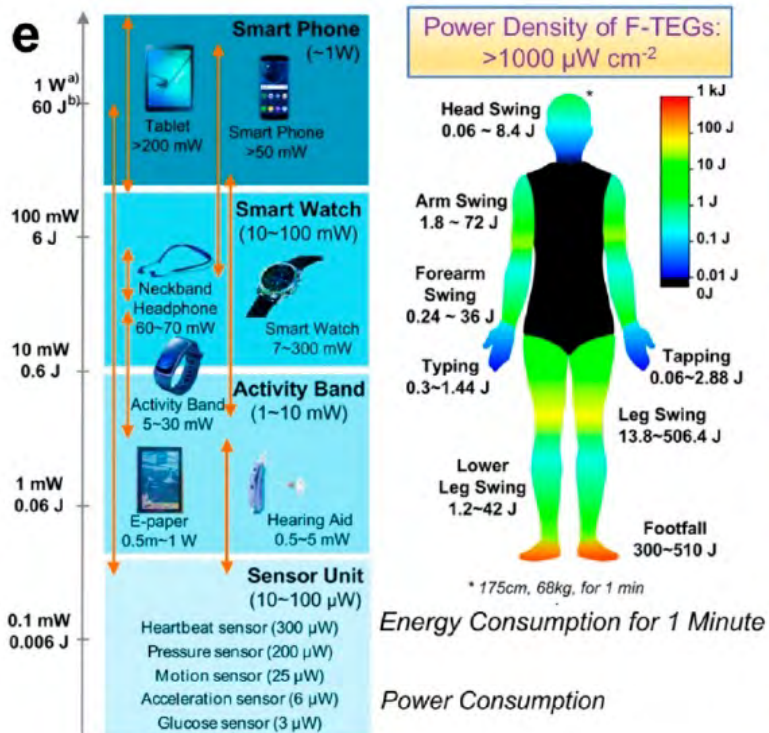 e
1 W a)
60 J b)
100 mW
6 J
10 mW
0.6 J
1 mW
0.06 J
0.1 mW
0.006 J
Smart Phone
(~1W)
Tablet
>200 mW
Smart Phone
>50 mW
Smart Watch
(10~100 mW)
Neckband
Headphone
60~70 mW
Smart Watch
7~300 mW
Activity Band
(1~10 mW)
Activity Band
5~30 mW
E-paper
0.5m~1 W
Hearing Aid
0.5~5 mW
Sensor Unit
(10~100 µW)
Heartbeat sensor (300 µW)
Pressure sensor (200 µW)
Motion sensor (25 µW)
Acceleration sensor (6 µW)
Glucose sensor (3 µW)
Power Density of F-TEGs:
>1000 µW cm-2
Head Swing
0.06 ~ 8.4 J
*
Arm Swing
1.8 ~ 72 J
Forearm
Swing
0.24 ~ 36 J
Typing
0.3~1.44 J
Tapping
0.06~2.88 J
Leg Swing
13.8~506.4 J
Lower
Leg Swing
1.2~42 J
Footfall
300~510 J
1 kJ
100 J
10 J
1 J
0.1 J
0.01 J
0J
* 175cm, 68kg, for 1 min
Energy Consumption for 1 Minute
Power Consumption